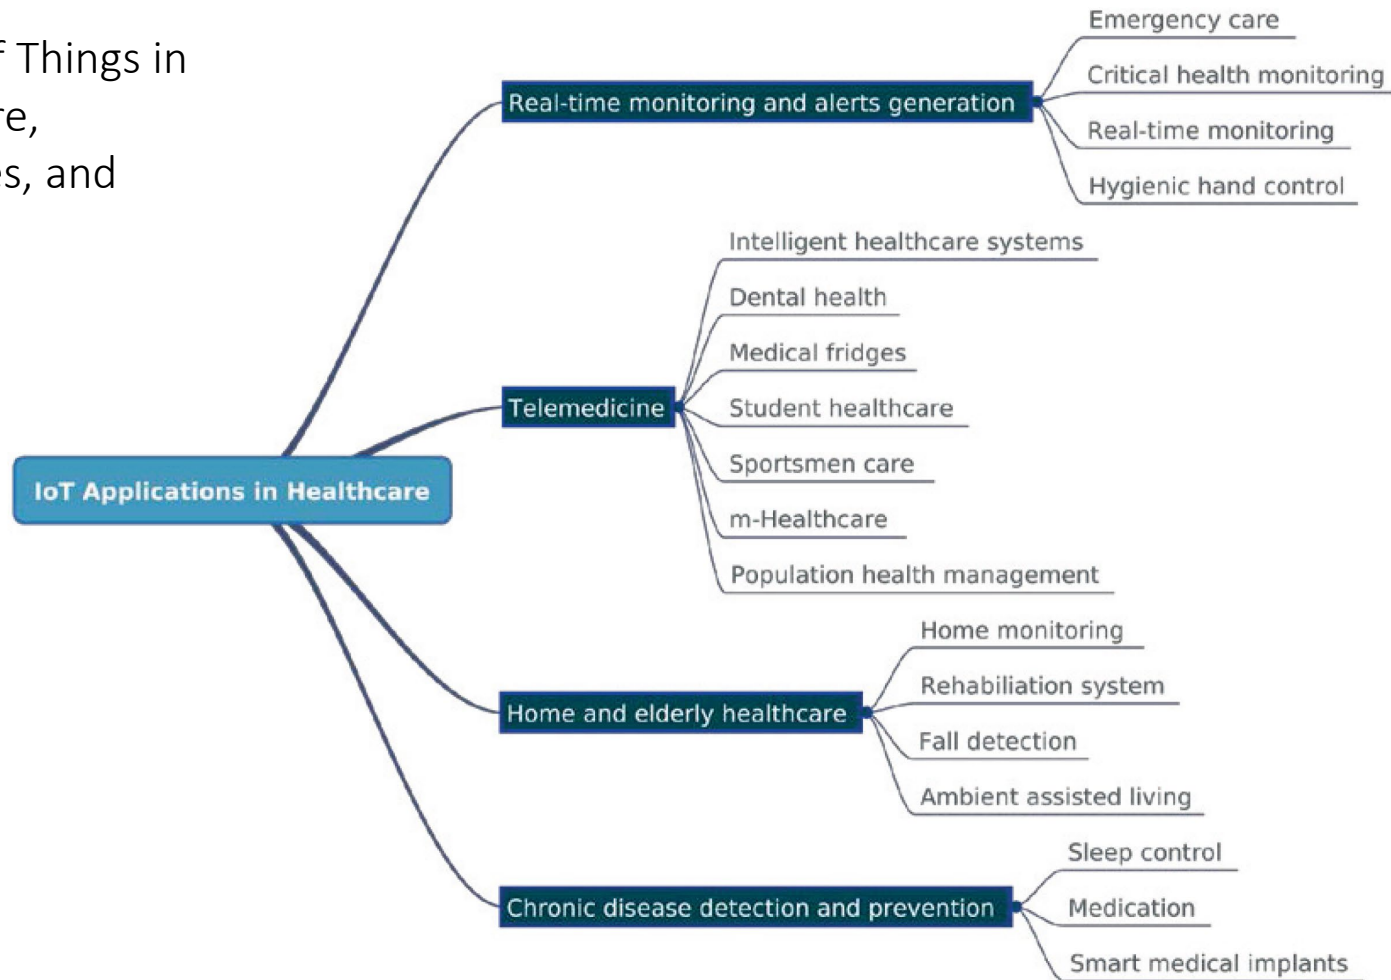 f Things in
re,
es, and
IoT Applications in Healthcare
Real-time monitoring and alerts generation
Emergency care
Critical health monitoring
Real-time monitoring
Hygienic hand control
Telemedicine
Intelligent healthcare systems
Dental health
Medical fridges
Student healthcare
Sportsmen care
m-Healthcare
Population health management
Home and elderly healthcare
Home monitoring
Rehabiliation system
Fall detection
Ambient assisted living
Chronic disease detection and prevention
Sleep control
Medication
Smart medical implants